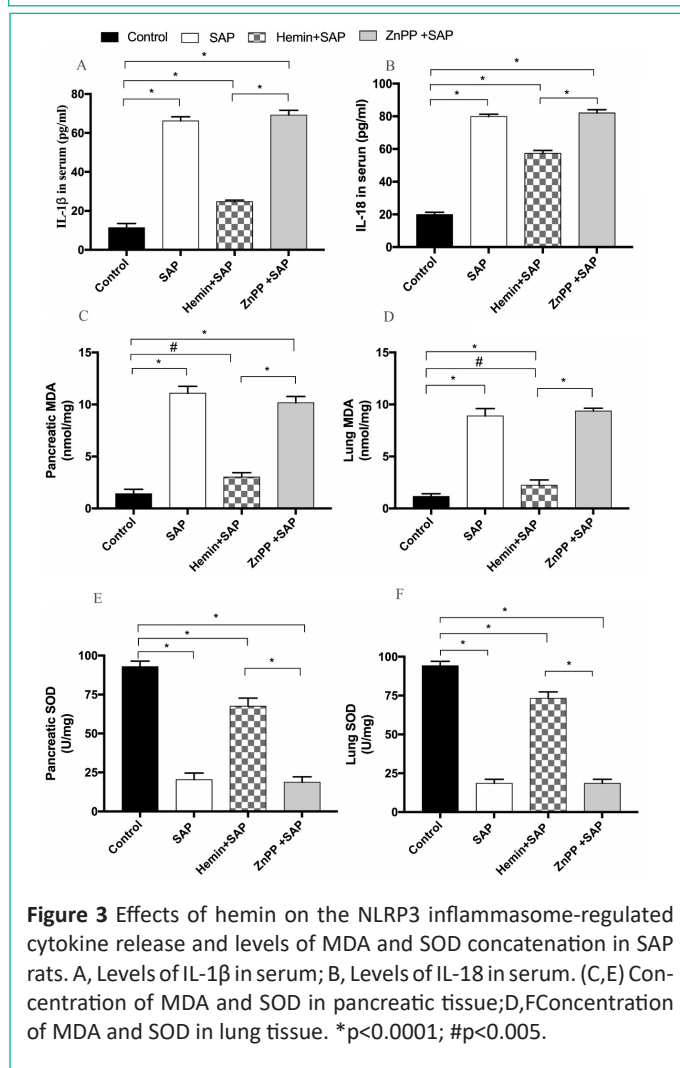 Control SAP Hemin+SAP ZnPP +SAP
A
* * * *
IL-1β in serum (pg/ml)
80
60
40
20
0
Control SAP Hemin+SAP ZnPP +SAP
B
* * * *
IL-18 in serun (pg/ml)
100
80
60
40
20
0
Control SAP Hemin+SAP ZnPP +SAP
C
*
#
* *
Pancreatic MDA
(nmol/mg)
15
10
5
0
Control SAP Hemin+SAP ZnPP +SAP
D
*
#
* *
Lung MDA
(nmol/mg)
15
10
5
0
Control SAP Hemin+SAP ZnPP +SAP
E
* * * *
Pancreatic SOD
(U/mg)
100
75
50
25
0
Control SAP Hemin+SAP ZnPP +SAP
F
* * * *
Lung SOD
(U/mg)
100
75
50
25
0
Control SAP Hemin+SAP ZnPP +SAP
Figure 3 Effects of hemin on the NLRP3 inflammasome-regulated
cytokine release and levels of MDA and SOD concatenation in SAP
rats. A, Levels of IL-1β in serum; B, Levels of IL-18 in serum. (C,E) Con-
centration of MDA and SOD in pancreatic tissue;D,FConcentration
of MDA and SOD in lung tissue. *p<0.0001; #p<0.005.